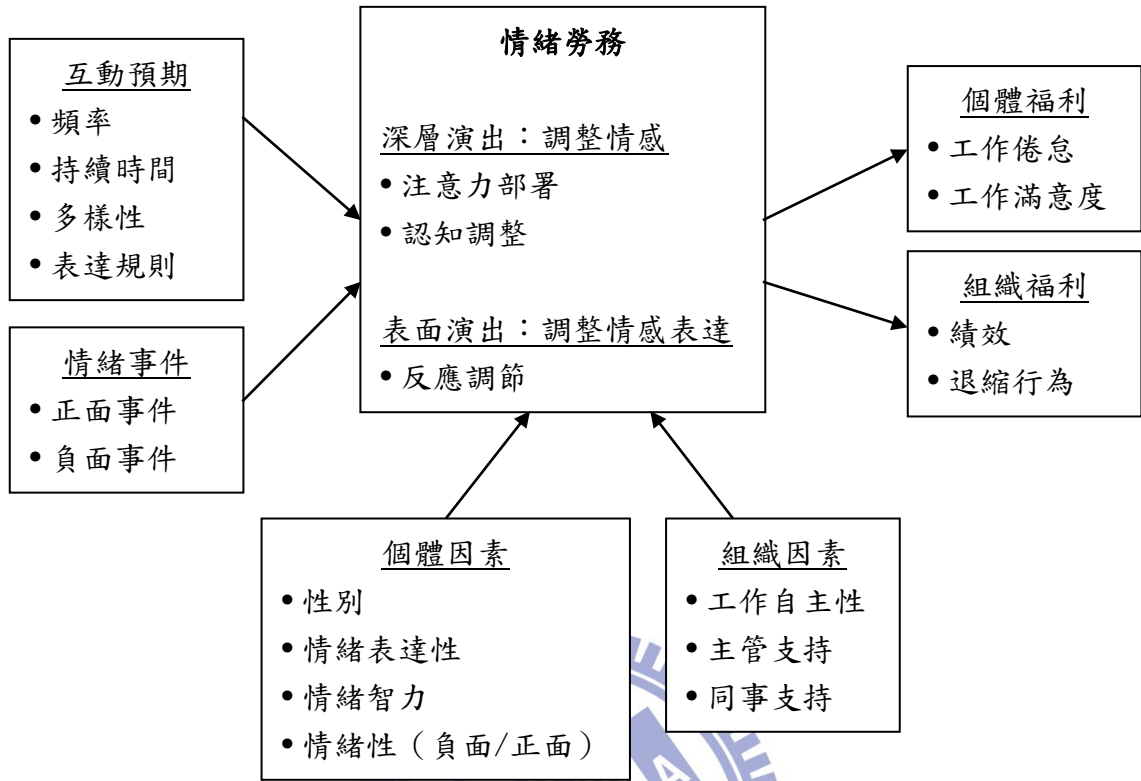 互動預期
• 頻率
• 持續時間
• 多樣性
• 表達規則
情緒事件
• 正面事件
• 負面事件
情緒勞務
深層演出：調整情感
• 注意力部署
• 認知調整
表面演出：調整情感表達
• 反應調節
個體福利
• 工作倦怠
• 工作滿意度
組織福利
• 績效
• 退縮行為
個體因素
• 性別
• 情緒表達性
• 情緒智力
• 情緒性（負面/正面）
組織因素
• 工作自主性
• 主管支持
• 同事支持